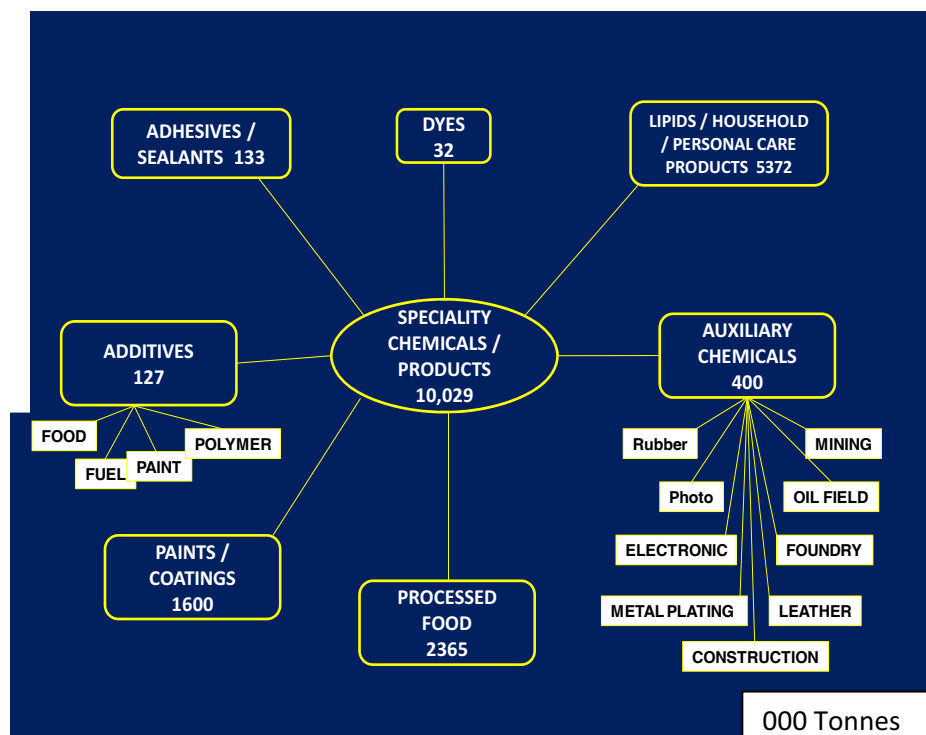 ADHESIVES /
SEALANTS 133
DYES
32
LIPIDS / HOUSEHOLD
/ PERSONAL CARE
PRODUCTS 5372
SPECIALITY
CHEMICALS /
PRODUCTS
10,029
ADDITIVES
127
AUXILIARY
CHEMICALS
400
FOOD
FUEL
PAINT
POLYMER
Rubber
MINING
Photo
OIL FIELD
ELECTRONIC
FOUNDRY
METAL PLATING
LEATHER
CONSTRUCTION
PAINTS /
COATINGS
1600
PROCESSED
FOOD
2365
000 Tonnes